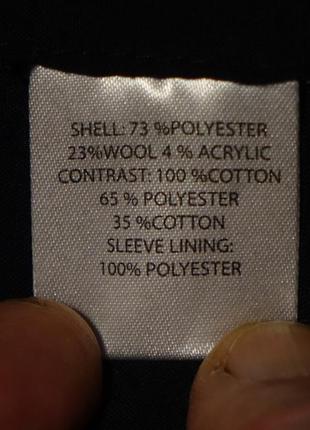 SHELL: 73 %POLYESTER
23%WOOL 4 % ACRYLIC
CONTRAST: 100 %COTTON
65 % POLYESTER
35 %COTTON
SLEEVE LINING:
100% POLYESTER